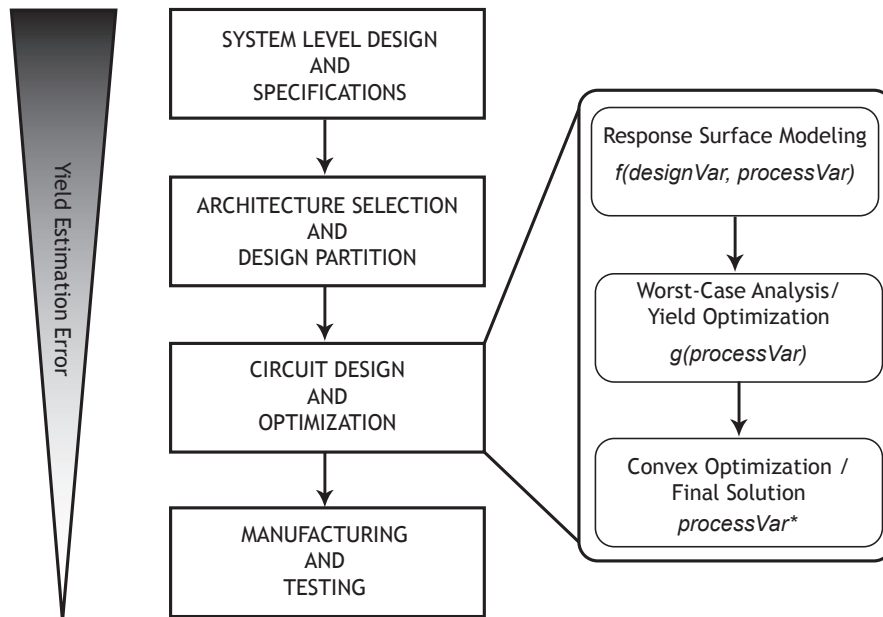 Yield Estimation Error
SYSTEM LEVEL DESIGN
AND
SPECIFICATIONS
ARCHITECTURE SELECTION
AND
DESIGN PARTITION
CIRCUIT DESIGN
AND
OPTIMIZATION
MANUFACTURING
AND
TESTING
Response Surface Modeling
f(designVar, processVar)
Worst-Case Analysis/
Yield Optimization
g(processVar)
Convex Optimization /
Final Solution
processVar*